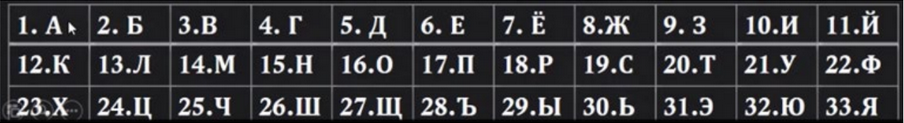 1. А 2. Б 3.В 4. Г 5. Д 6. Е 7. Ё 8.Ж 9. З 10.И 11.Й
12.К 13.Л 14.М 15.Н 16.О 17.П 18.Р 19.С 20.Т 21.У 22.Ф
23.Х 24.Ц 25.Ч 26.Ш 27.Щ 28.Ъ 29.Ы 30.Ь 31.Э 32.Ю 33.Я